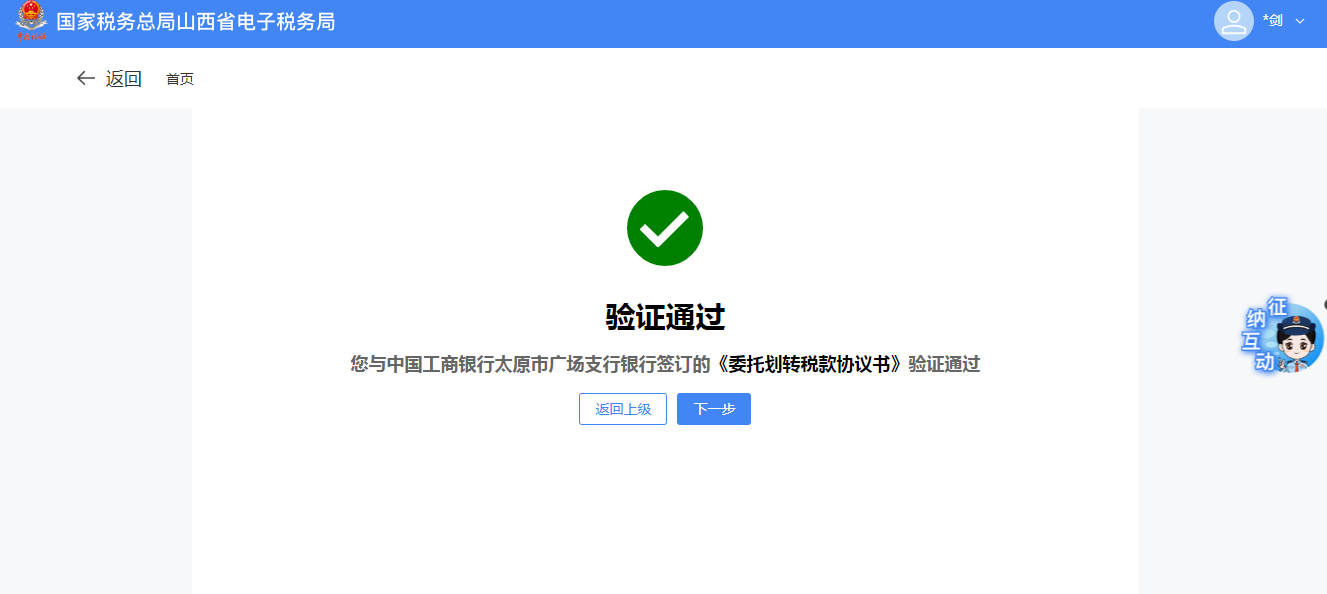 国家税务总局山西省电子税务局
*剑
返回 首页
验证通过
您与中国工商银行太原市广场支行银行签订的《委托划转税款协议书》验证通过
返回上级 下一步
征纳互动